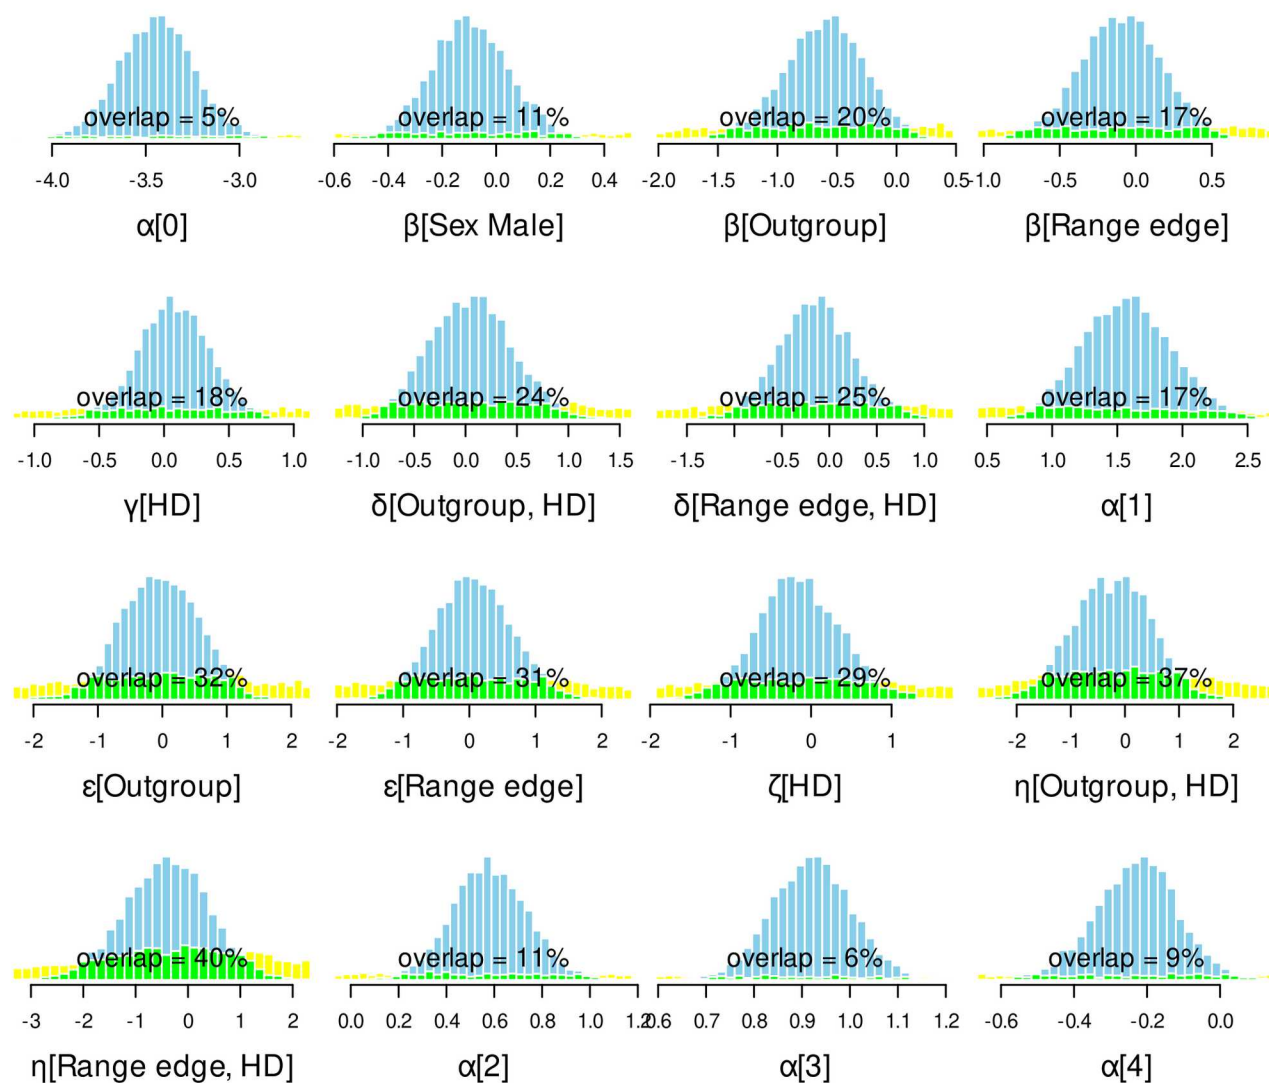 overlap = 5% overlap = 11% overlap = 20% overlap = 17%
-4.0 -3.5 -3.0 -0.6 -0.4 -0.2 0.0 0.2 0.4 -2.0 -1.5 -1.0 -0.5 0.0 0.5 -1.0 -0.5 0.0 0.5
α[0] β[Sex Male] β[Outgroup] β[Range edge]
overlap = 18% overlap = 24% overlap = 25% overlap = 17%
-1.0 -0.5 0.0 0.5 1.0 -1.0 -0.5 0.0 0.5 1.0 1.5 -1.5 -0.5 0.0 0.5 1.0 0.5 1.0 1.5 2.0 2.5
γ[HD] δ[Outgroup, HD] δ[Range edge, HD] α[1]
overlap = 32% overlap = 31% overlap = 29% overlap = 37%
-2 -1 0 1 2 -2 -1 0 1 2 -2 -1 0 1 -2 -1 0 1 2
ε[Outgroup] ε[Range edge] ζ[HD] η[Outgroup, HD]
overlap = 40% overlap = 11% overlap = 6% overlap = 9%
-3 -2 -1 0 1 2 0.0 0.2 0.4 0.6 0.8 1.0 1.2 0.6 0.7 0.8 0.9 1.0 1.1 1.2 -0.6 -0.4 -0.2 0.0
η[Range edge, HD] α[2] α[3] α[4]